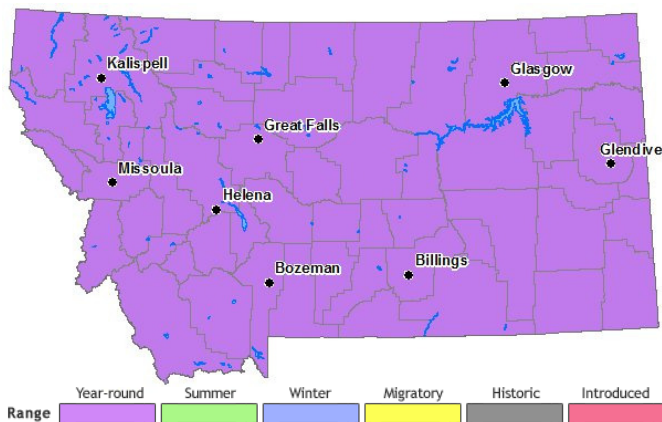 Kalispell
Glasgow
Great Falls
Glendive
Missoula
Helena
Bozeman
Billings
Year-round Summer Winter Migratory Historic Introduced
Range